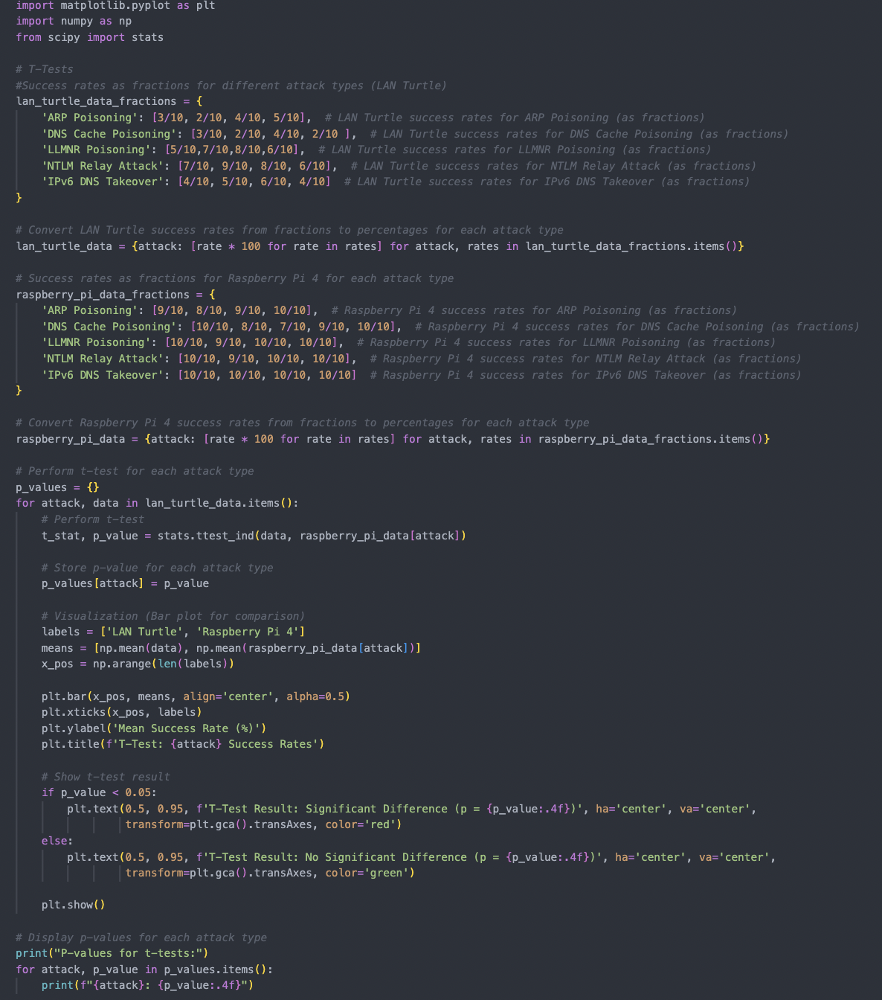 import matplotlib.pyplot as plt
import numpy as np
from scipy import stats

# T-Tests
#Success rates as fractions for different attack types (LAN Turtle)
lan_turtle_data_fractions = {
    'ARP Poisoning': [3/10, 2/10, 4/10, 5/10],  # LAN Turtle success rates for ARP Poisoning (as fractions)
    'DNS Cache Poisoning': [3/10, 2/10, 4/10, 2/10 ],  # LAN Turtle success rates for DNS Cache Poisoning (as fractions)
    'LLMNR Poisoning': [5/10,7/10,8/10,6/10],  # LAN Turtle success rates for LLMNR Poisoning (as fractions)
    'NTLM Relay Attack': [7/10, 9/10, 8/10, 6/10],  # LAN Turtle success rates for NTLM Relay Attack (as fractions)
    'IPv6 DNS Takeover': [4/10, 5/10, 6/10, 4/10]  # LAN Turtle success rates for IPv6 DNS Takeover (as fractions)
}

# Convert LAN Turtle success rates from fractions to percentages for each attack type
lan_turtle_data = {attack: [rate * 100 for rate in rates] for attack, rates in lan_turtle_data_fractions.items()}

# Success rates as fractions for Raspberry Pi 4 for each attack type
raspberry_pi_data_fractions = {
    'ARP Poisoning': [9/10, 8/10, 9/10, 10/10],  # Raspberry Pi 4 success rates for ARP Poisoning (as fractions)
    'DNS Cache Poisoning': [10/10, 8/10, 7/10, 9/10, 10/10],  # Raspberry Pi 4 success rates for DNS Cache Poisoning (as fractions)
    'LLMNR Poisoning': [10/10, 9/10, 10/10, 10/10],  # Raspberry Pi 4 success rates for LLMNR Poisoning (as fractions)
    'NTLM Relay Attack': [10/10, 9/10, 10/10, 10/10],  # Raspberry Pi 4 success rates for NTLM Relay Attack (as fractions)
    'IPv6 DNS Takeover': [10/10, 10/10, 10/10, 10/10]  # Raspberry Pi 4 success rates for IPv6 DNS Takeover (as fractions)
}

# Convert Raspberry Pi 4 success rates from fractions to percentages for each attack type
raspberry_pi_data = {attack: [rate * 100 for rate in rates] for attack, rates in raspberry_pi_data_fractions.items()}

# Perform t-test for each attack type
p_values = {}
for attack, data in lan_turtle_data.items():
    # Perform t-test
    t_stat, p_value = stats.ttest_ind(data, raspberry_pi_data[attack])

    # Store p-value for each attack type
    p_values[attack] = p_value

    # Visualization (Bar plot for comparison)
    labels = ['LAN Turtle', 'Raspberry Pi 4']
    means = [np.mean(data), np.mean(raspberry_pi_data[attack])]
    x_pos = np.arange(len(labels))

    plt.bar(x_pos, means, align='center', alpha=0.5)
    plt.xticks(x_pos, labels)
    plt.ylabel('Mean Success Rate (%)')
    plt.title(f'T-Test: {attack} Success Rates')

    # Show t-test result
    if p_value < 0.05:
        plt.text(0.5, 0.95, f'T-Test Result: Significant Difference (p = {p_value:.4f})', ha='center', va='center',
                 transform=plt.gca().transAxes, color='red')
    else:
        plt.text(0.5, 0.95, f'T-Test Result: No Significant Difference (p = {p_value:.4f})', ha='center', va='center',
                 transform=plt.gca().transAxes, color='green')

    plt.show()

# Display p-values for each attack type
print("P-values for t-tests:")
for attack, p_value in p_values.items():
    print(f"{attack}: {p_value:.4f}")